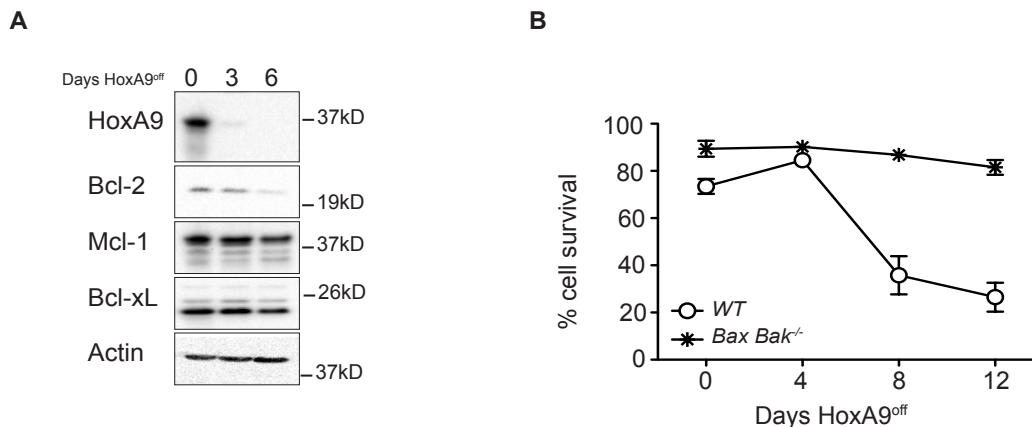 A
Days HoxA9ᵒᶠᶠ 0 3 6
HoxA9 37kD
Bcl-2 19kD
Mcl-1 37kD
Bcl-xL 26kD
Actin 37kD
B
100
80
60
40
20
0
% cell survival
WT
Bax Bak⁻/⁻
0 4 8 12
Days HoxA9ᵒᶠᶠ